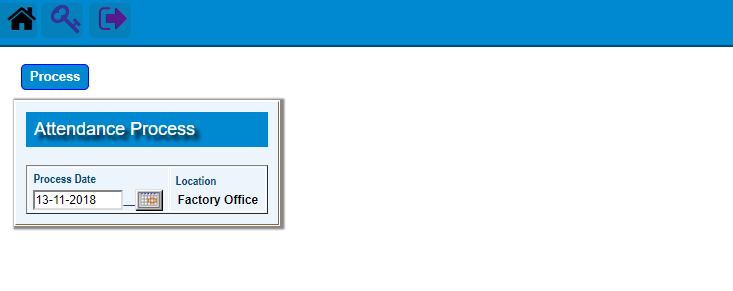 Process
Attendance Process
Process Date
Location
13-11-2018
Factory Office